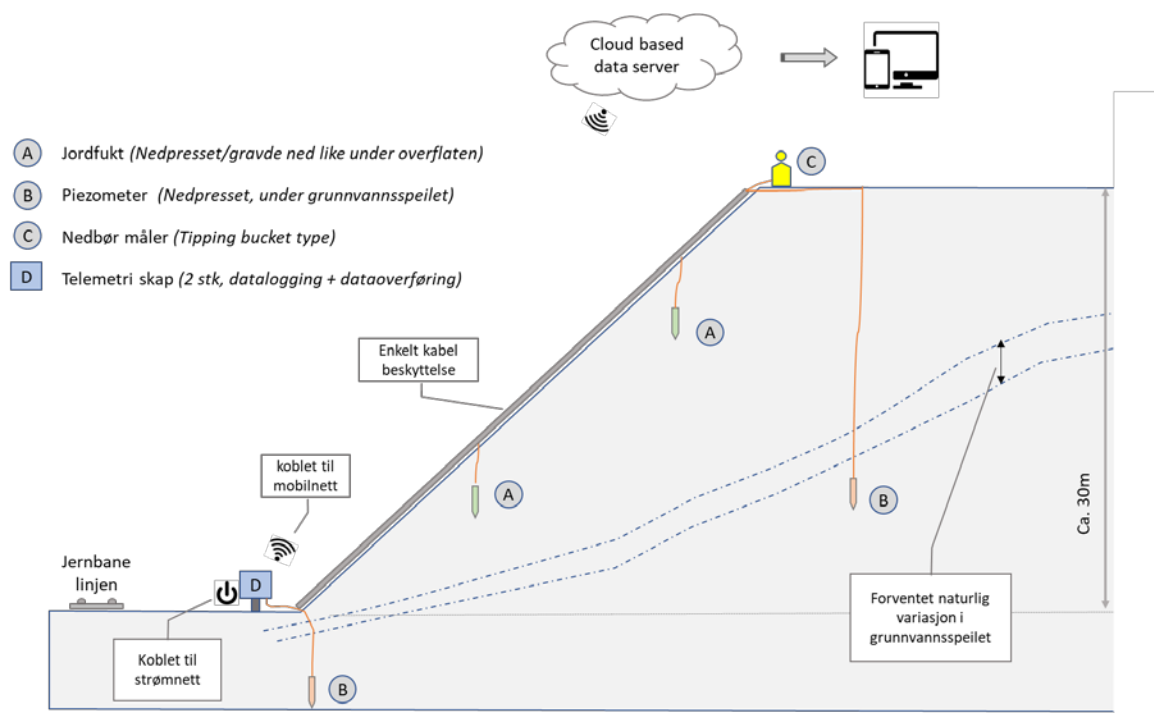 Cloud based
data server
A Jordfukt (Nedpresset/gravde ned like under overflaten)
B Piezometer (Nedpresset, under grunnvannsspeilet)
C Nedbør måler (Tipping bucket type)
D Telemetri skap (2 stk, datalogging + dataoverføring)
C
A
Enkelt kabel
beskyttelse
koblet til
mobilnett
A
B
Ca. 30m
Jernbane
linjen
D
Forventet naturlig
variasjon i
grunnvannsspeilet
Koblet til
strømnett
B